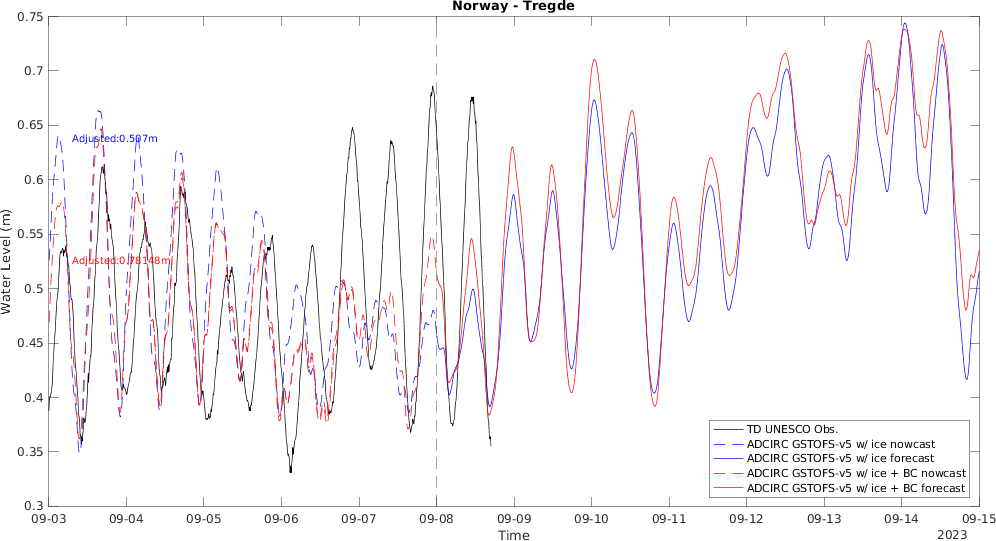 Norway - Tregde
0.75
0.7
0.65
0.6
0.55
0.5
0.45
0.4
0.35
0.3
Water Level (m)
Adjusted:0.507m
Adjusted:0.78148m
TD UNESCO Obs.
ADCIRC GSTOFS-v5 w/ ice nowcast
ADCIRC GSTOFS-v5 w/ ice forecast
ADCIRC GSTOFS-v5 w/ ice + BC nowcast
ADCIRC GSTOFS-v5 w/ ice + BC forecast
09-03 09-04 09-05 09-06 09-07 09-08 09-09 09-10 09-11 09-12 09-13 09-14 09-15
Time
2023